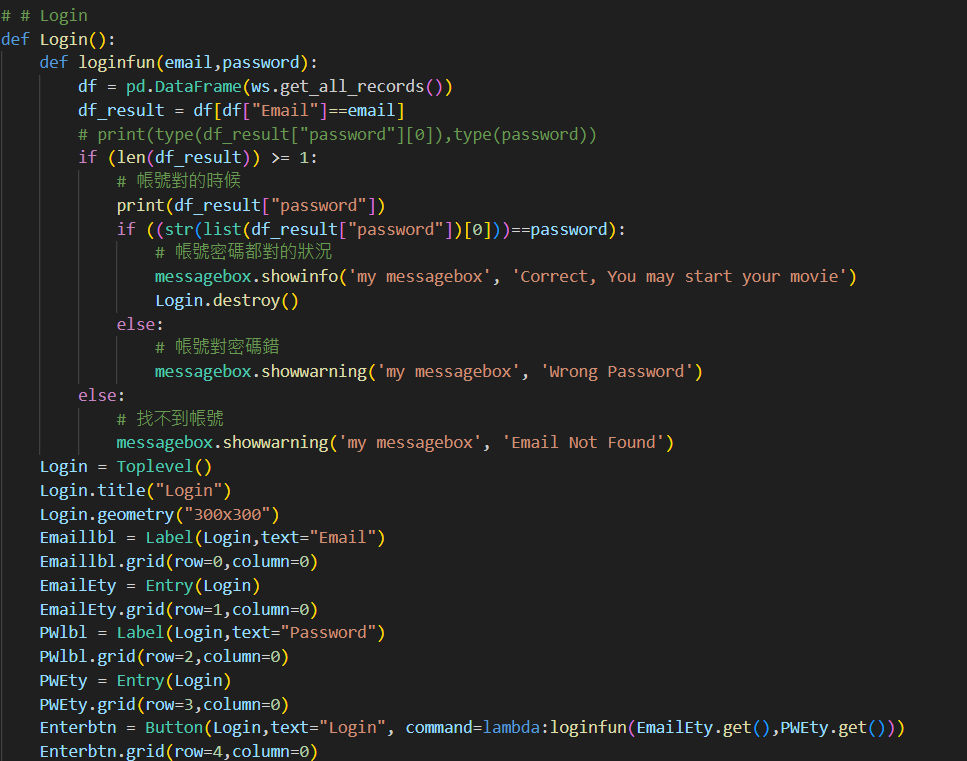 # # Login
def Login():
    def loginfun(email,password):
        df = pd.DataFrame(ws.get_all_records())
        df_result = df[df["Email"]==email]
        # print(type(df_result["password"][0]),type(password))
        if (len(df_result)) >= 1:
            # 帳號對的時候
            print(df_result["password"])
            if ((str(list(df_result["password"])[0]))==password):
                # 帳號密碼都對的狀況
                messagebox.showinfo('my messagebox', 'Correct, You may start your movie')
                Login.destroy()
            else:
                # 帳號對密碼錯
                messagebox.showwarning('my messagebox', 'Wrong Password')
        else:
            # 找不到帳號
            messagebox.showwarning('my messagebox', 'Email Not Found')
    Login = Toplevel()
    Login.title("Login")
    Login.geometry("300x300")
    Emaillbl = Label(Login,text="Email")
    Emaillbl.grid(row=0,column=0)
    EmailEty = Entry(Login)
    EmailEty.grid(row=1,column=0)
    PWlbl = Label(Login,text="Password")
    PWlbl.grid(row=2,column=0)
    PWEty = Entry(Login)
    PWEty.grid(row=3,column=0)
    Enterbtn = Button(Login,text="Login", command=lambda:loginfun(EmailEty.get(),PWEty.get()))
    Enterbtn.grid(row=4,column=0)